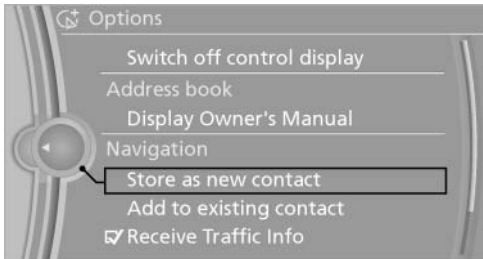 Options
Switch off control display
Address book
Display Owner's Manual
Navigation
Store as new contact
Add to existing contact
Receive Traffic Info